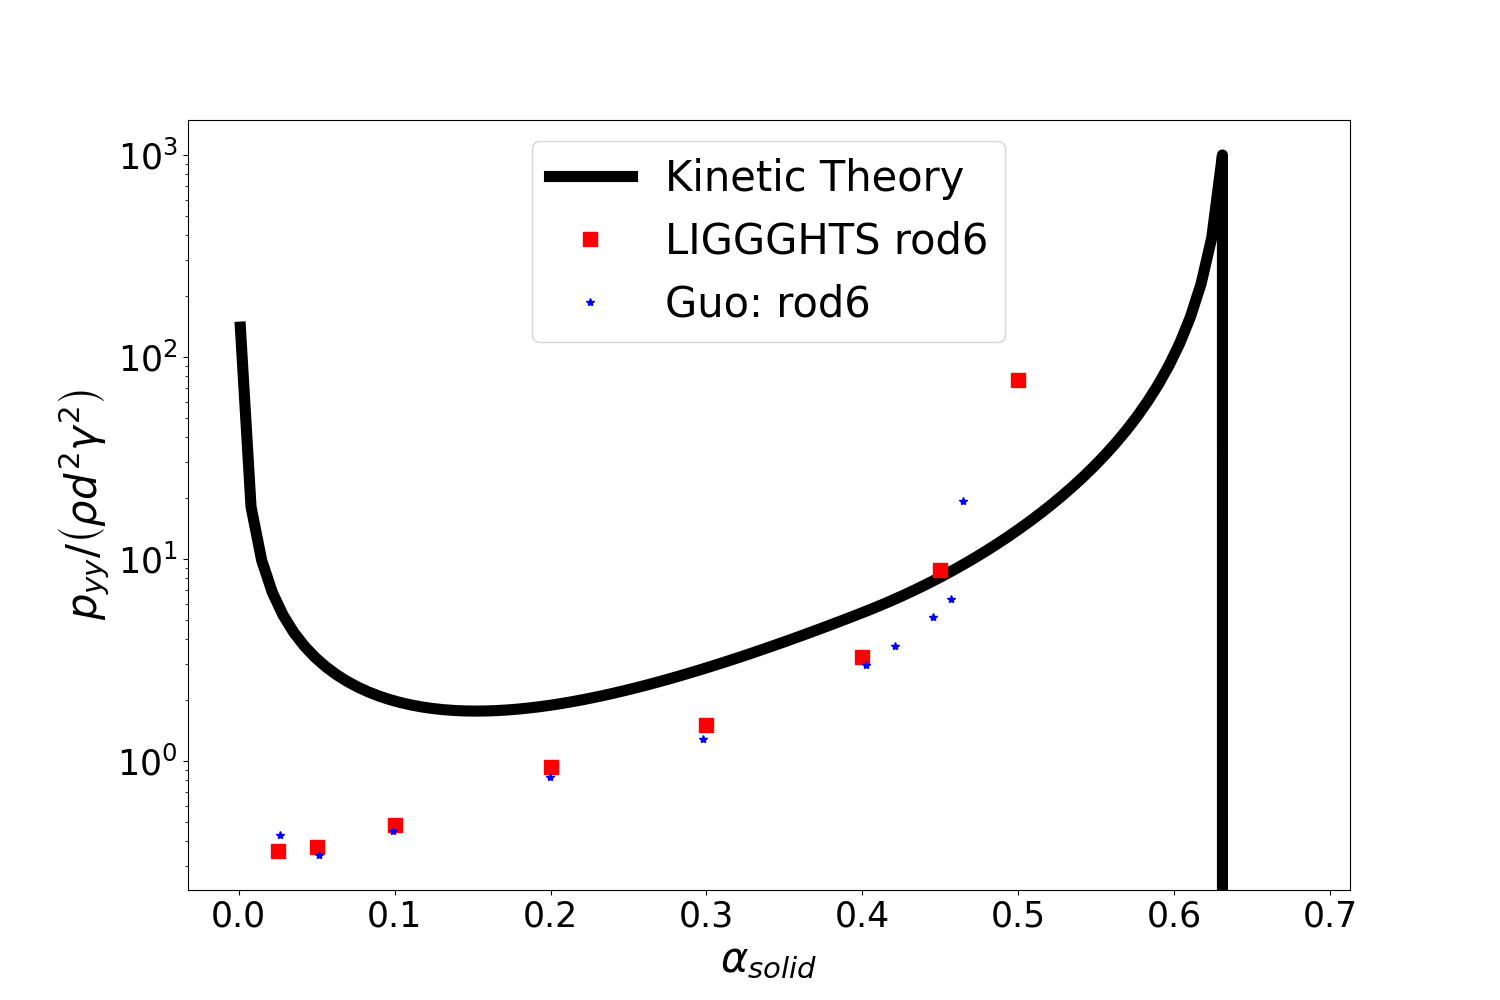 Kinetic Theory
LIGGGHTS rod6
Guo: rod6
10³
10²
10¹
10⁰
p_yy/(ρd²γ²)
0.0 0.1 0.2 0.3 0.4 0.5 0.6 0.7
α_solid